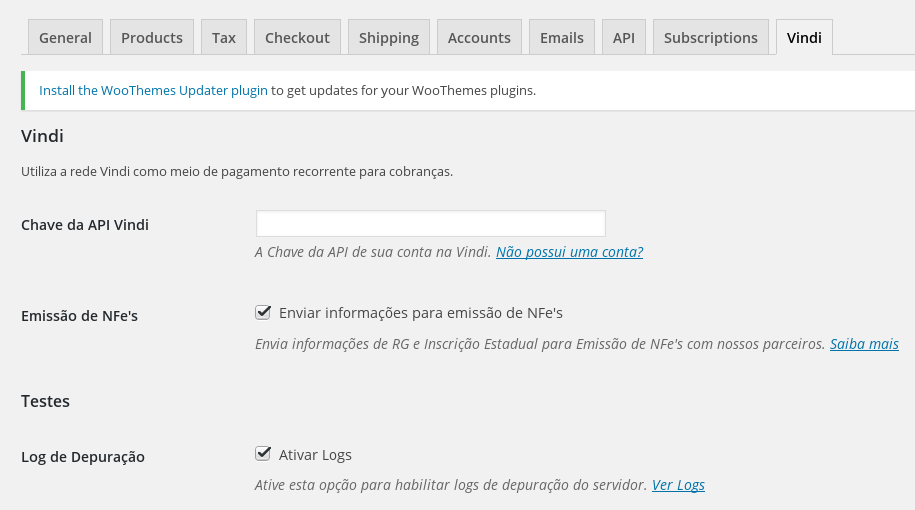 General Products Tax Checkout Shipping Accounts Emails API Subscriptions Vindi
Install the WooThemes Updater plugin to get updates for your WooThemes plugins.
Vindi
Utiliza a rede Vindi como meio de pagamento recorrente para cobranças.
Chave da API Vindi
A Chave da API de sua conta na Vindi. Não possui uma conta?
Emissão de NFe's Enviar informações para emissão de NFe's
Envia informações de RG e Inscrição Estadual para Emissão de NFe's com nossos parceiros. Saiba mais
Testes
Log de Depuração Ativar Logs
Ative esta opção para habilitar logs de depuração do servidor. Ver Logs